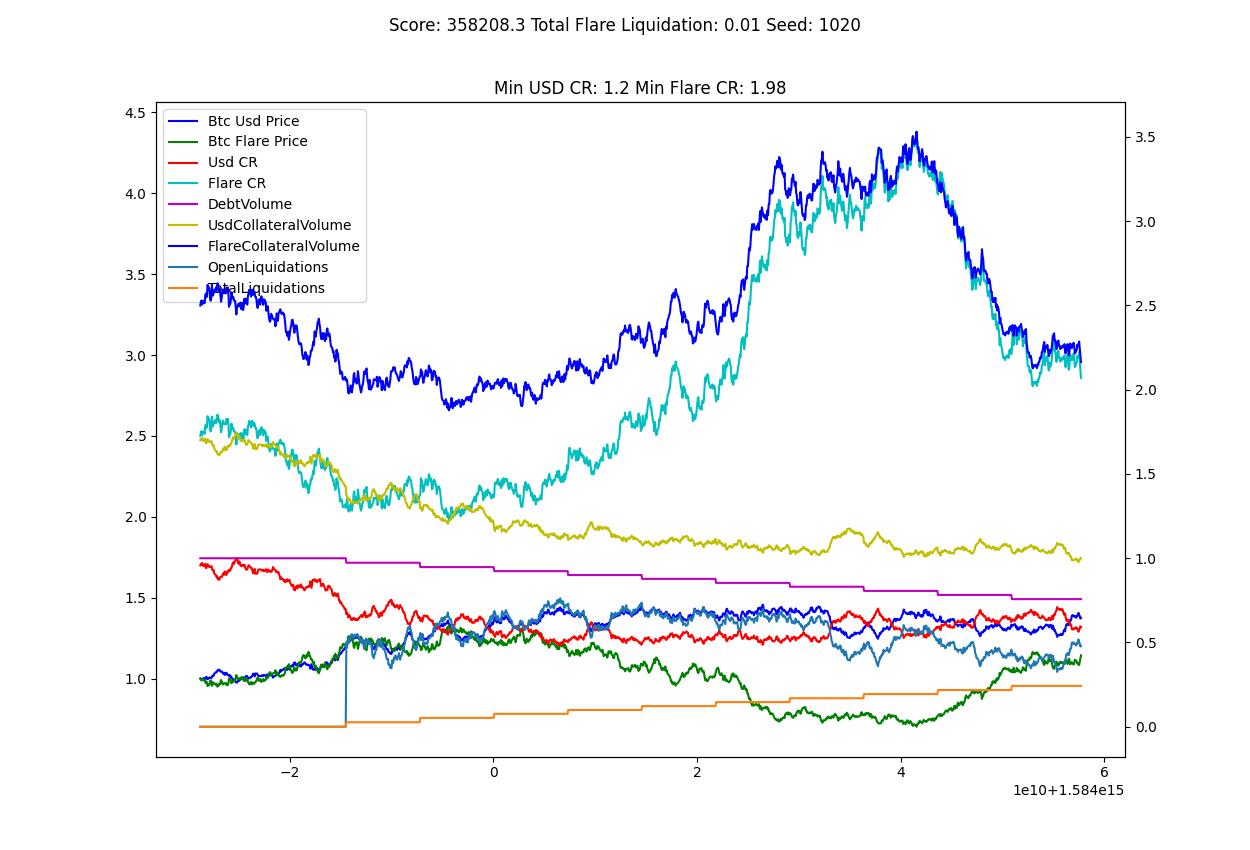 Score: 358208.3 Total Flare Liquidation: 0.01 Seed: 1020
Min USD CR: 1.2 Min Flare CR: 1.98
Btc Usd Price
Btc Flare Price
Usd CR
Flare CR
DebtVolume
UsdCollateralVolume
FlareCollateralVolume
OpenLiquidations
TotalLiquidations
4.5
4.0
3.5
3.0
2.5
2.0
1.5
1.0
3.5
3.0
2.5
2.0
1.5
1.0
0.5
0.0
−2
0
2
4
6
1e10+1.584e15